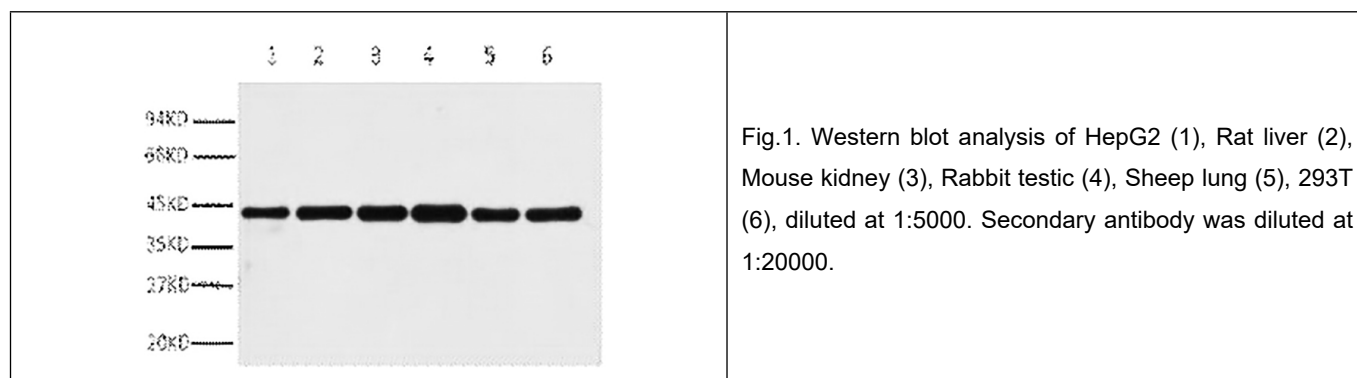 1 2 3 4 5 6
94KD
66KD
45KD
35KD
27KD
20KD
Fig.1. Western blot analysis of HepG2 (1), Rat liver (2),
Mouse kidney (3), Rabbit testic (4), Sheep lung (5), 293T
(6), diluted at 1:5000. Secondary antibody was diluted at
1:20000.